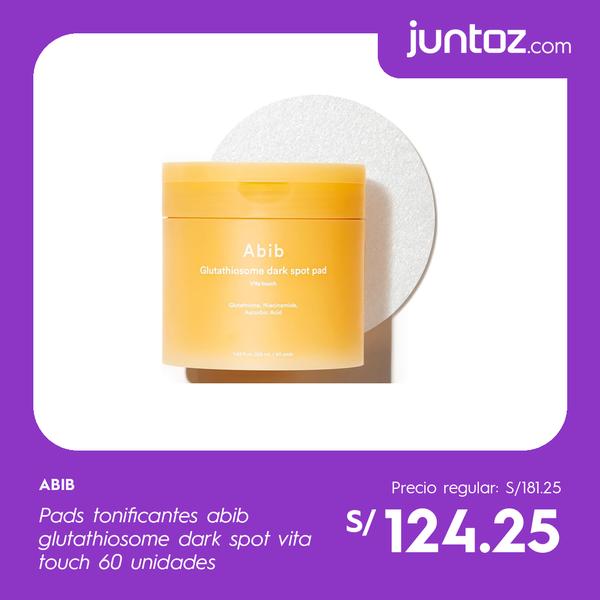 juntoz.com
Abib
Glutathiosome dark spot pad
Vita touch
Glutathione, Niacinamide,
Ascorbic Acid
ABIB
Pads tonificantes abib
glutathiosome dark spot vita
touch 60 unidades
Precio regular: S/181.25
S/124.25